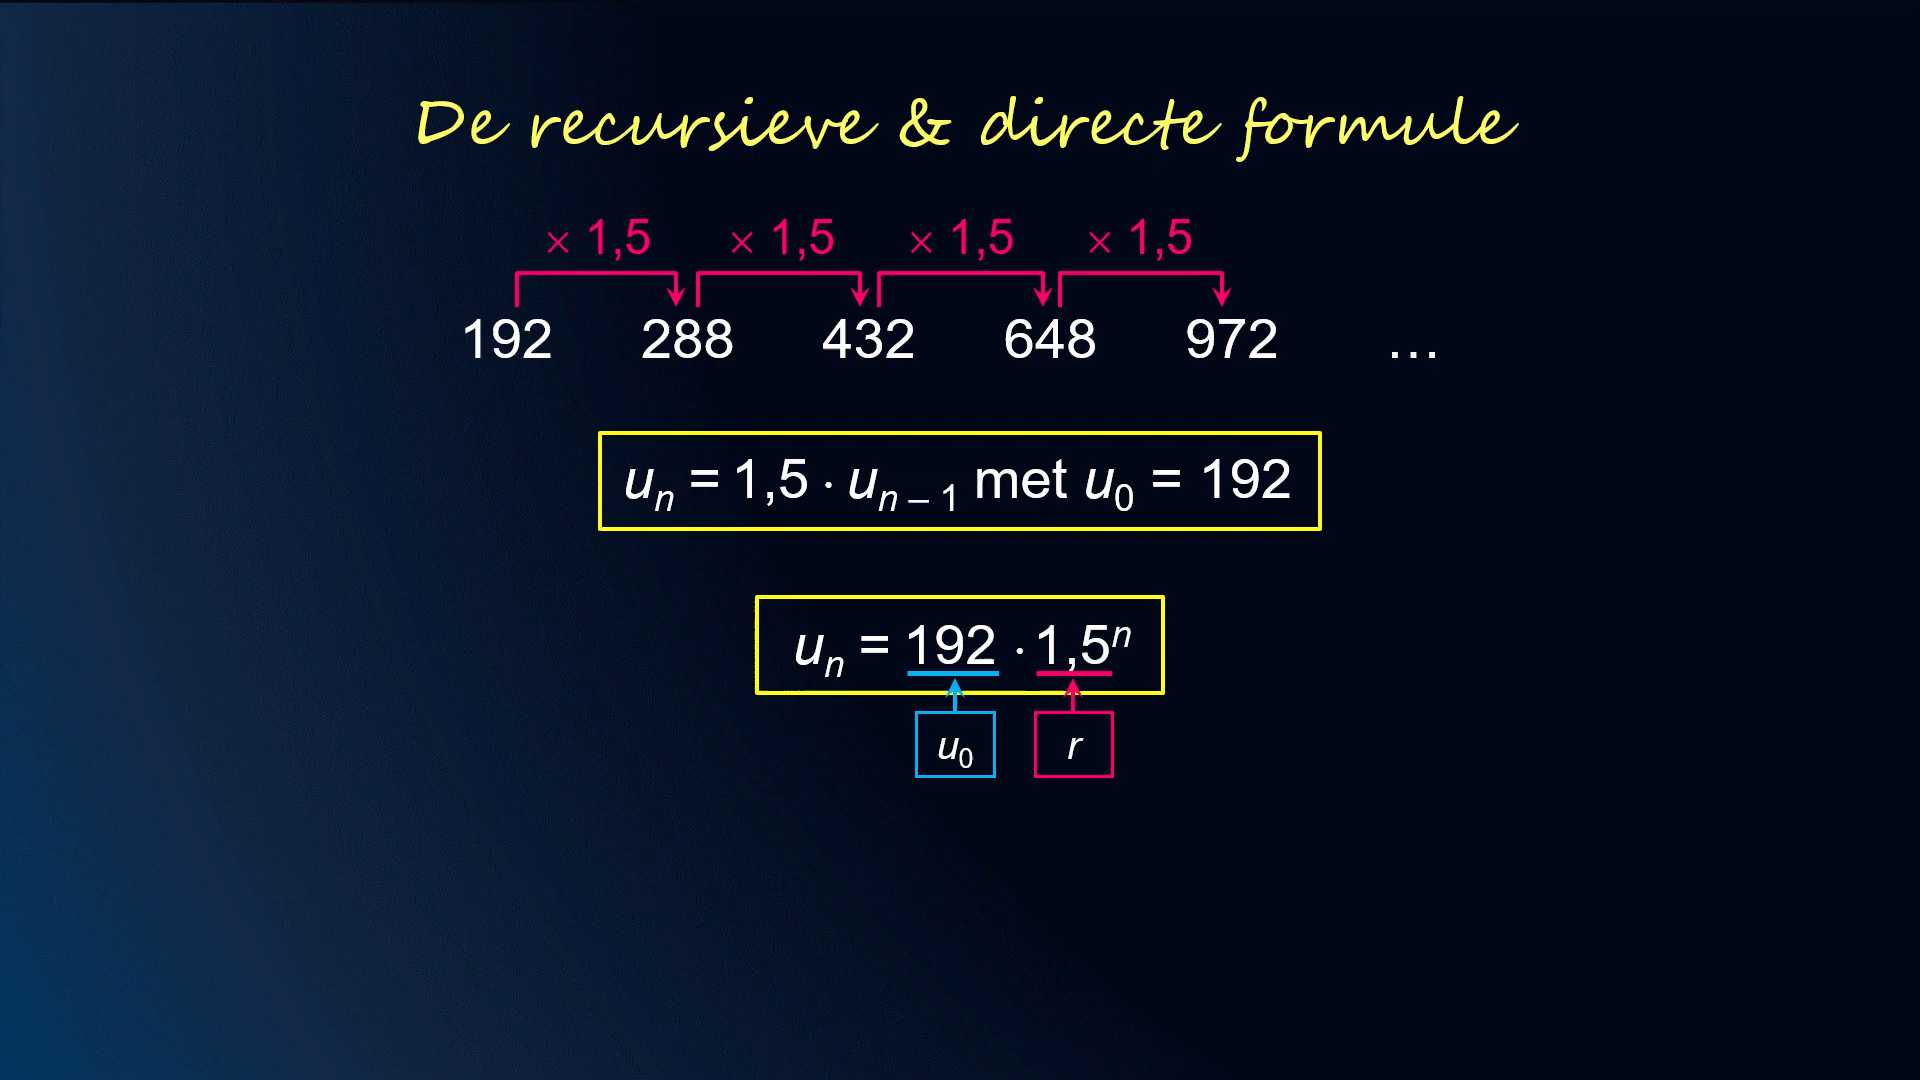 De recursieve & directe formule
× 1,5 × 1,5 × 1,5 × 1,5
192 288 432 648 972 ...
uₙ = 1,5 · uₙ₋₁ met u₀ = 192
uₙ = 192 · 1,5ⁿ
u₀ r